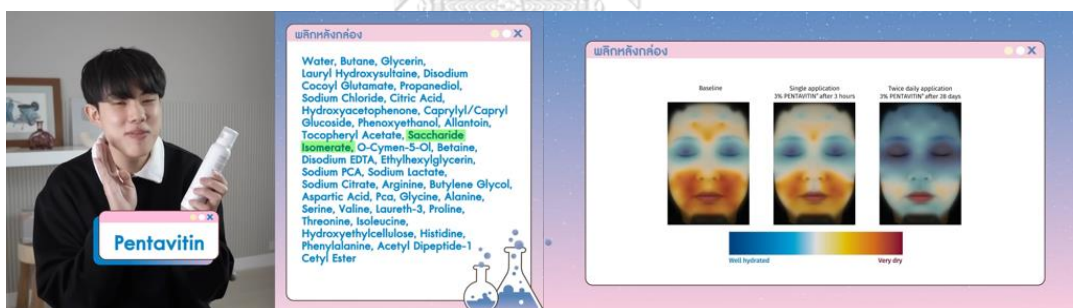 Pentavitin
พลิกหลังกล่อง
Water, Butane, Glycerin,
Lauryl Hydroxysultaine, Disodium
Cocoyl Glutamate, Propanediol,
Sodium Chloride, Citric Acid,
Hydroxyacetophenone, Caprylyl/Capryl
Glucoside, Phenoxyethanol, Allantoin,
Tocopheryl Acetate, Saccharide
Isomerate, O-Cymen-5-Ol, Betaine,
Disodium EDTA, Ethylhexylglycerin,
Sodium PCA, Sodium Lactate,
Sodium Citrate, Arginine, Butylene Glycol,
Aspartic Acid, Pca, Glycine, Alanine,
Serine, Valine, Laureth-3, Proline,
Threonine, Isoleucine,
Hydroxyethylcellulose, Histidine,
Phenylalanine, Acetyl Dipeptide-1
Cetyl Ester
พลิกหลังกล่อง
Baseline
Single application
3% PENTAVITIN® after 3 hours
Twice daily application
3% PENTAVITIN® after 28 days
Well hydrated
Very dry